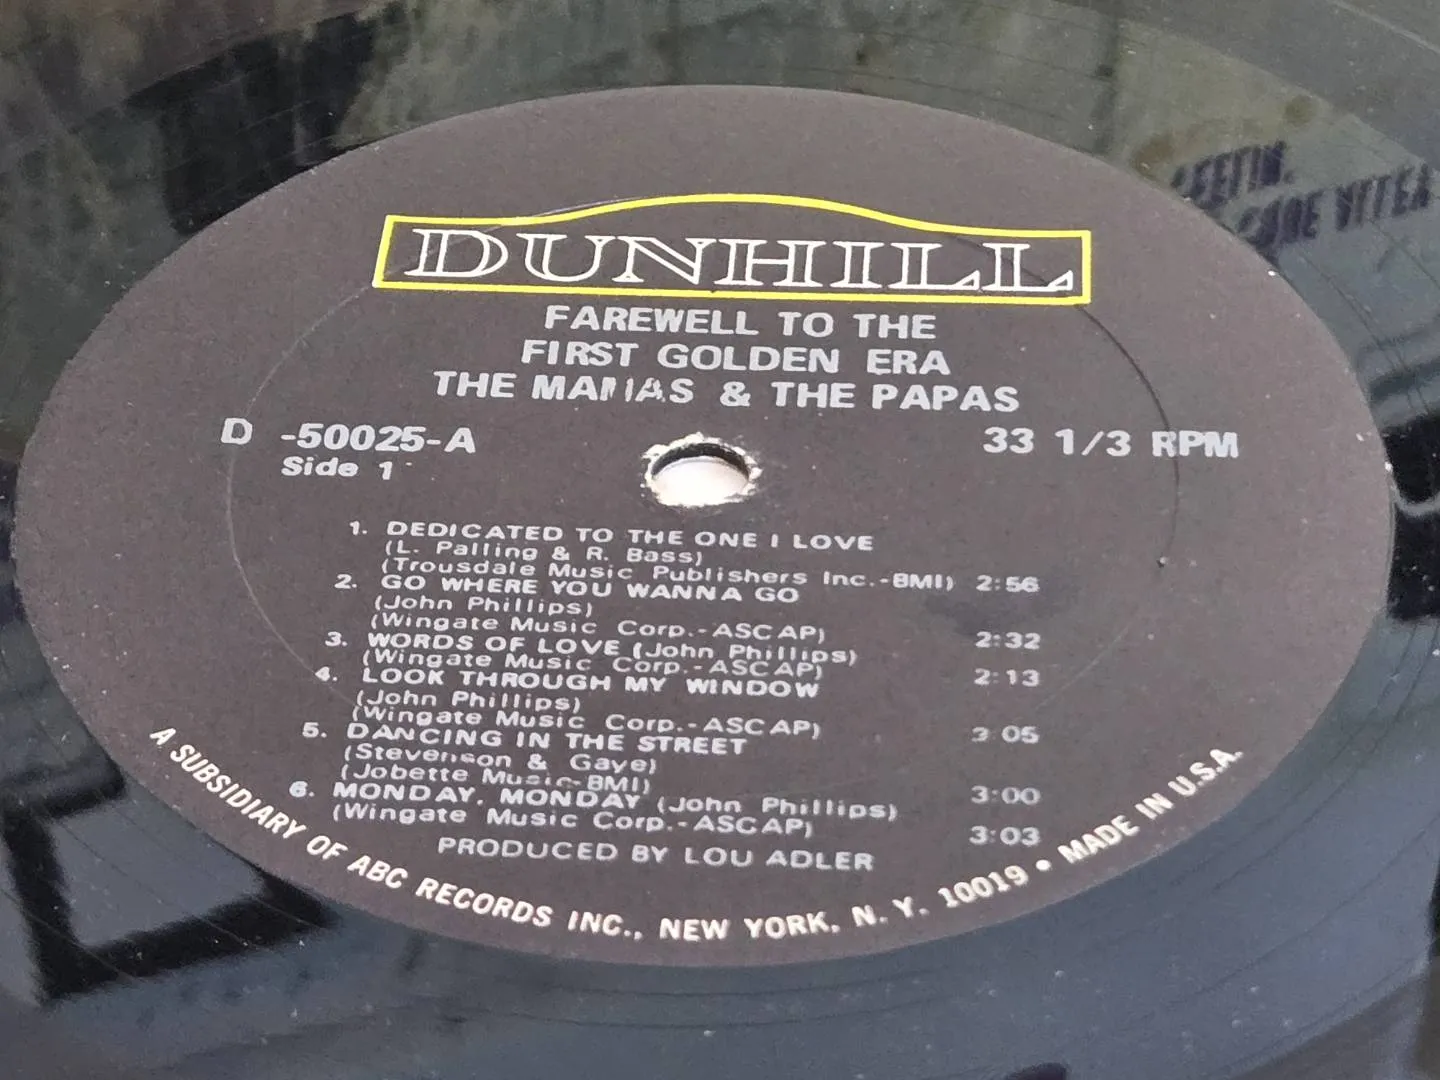 DUNHILL
FAREWELL TO THE
FIRST GOLDEN ERA
THE MAMAS & THE PAPAS
D -50025-A
33 1/3 RPM
Side 1
1. DEDICATED TO THE ONE I LOVE
(L. Palling & R. Bass)
(Trousdale Music Publishers Inc.-BMI) 2:56
2. GO WHERE YOU WANNA GO
(John Phillips)
(Wingate Music Corp.-ASCAP) 2:32
3. WORDS OF LOVE (John Phillips)
(Wingate Music Corp.-ASCAP) 2:13
4. LOOK THROUGH MY WINDOW
(John Phillips)
(Wingate Music Corp.-ASCAP) 3:05
5. DANCING IN THE STREET
(Stevenson & Gaye)
(Jobette Music-BMI) 3:00
6. MONDAY, MONDAY (John Phillips)
(Wingate Music Corp.-ASCAP) 3:03
PRODUCED BY LOU ADLER
A SUBSIDIARY OF ABC RECORDS INC., NEW YORK, N. Y. 10019 • MADE IN U.S.A.